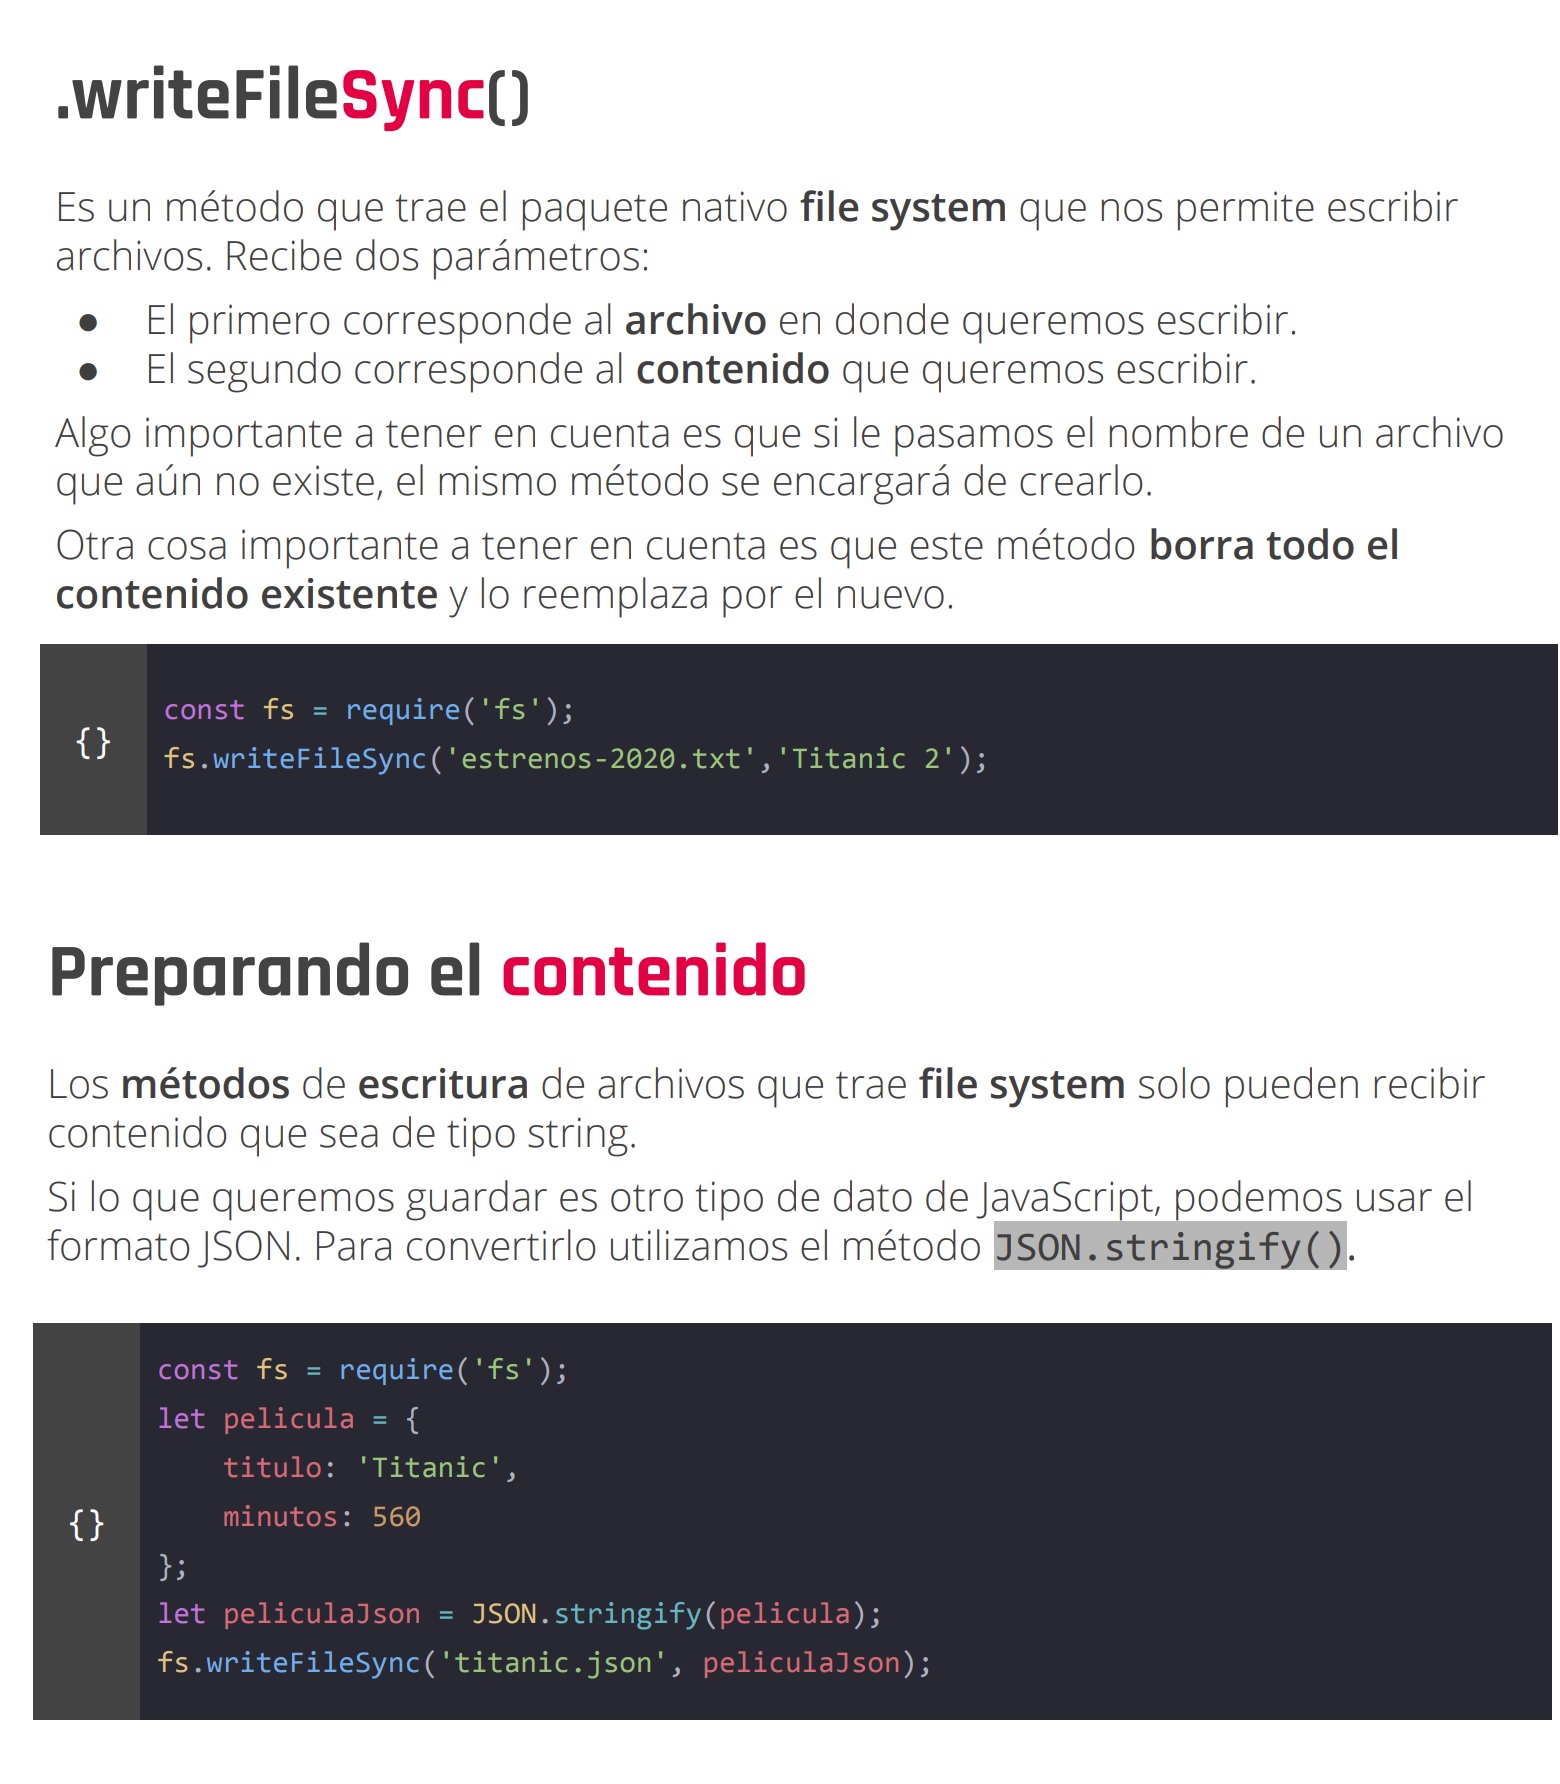 .writeFileSync()
Es un método que trae el paquete nativo file system que nos permite escribir
archivos. Recibe dos parámetros:
● El primero corresponde al archivo en donde queremos escribir.
● El segundo corresponde al contenido que queremos escribir.
Algo importante a tener en cuenta es que si le pasamos el nombre de un archivo
que aún no existe, el mismo método se encargará de crearlo.
Otra cosa importante a tener en cuenta es que este método borra todo el
contenido existente y lo reemplaza por el nuevo.
const fs = require('fs');
{}
fs.writeFileSync('estrenos-2020.txt','Titanic 2');
Preparando el contenido
Los métodos de escritura de archivos que trae file system solo pueden recibir
contenido que sea de tipo string.
Si lo que queremos guardar es otro tipo de dato de JavaScript, podemos usar el
formato JSON. Para convertirlo utilizamos el método JSON.stringify().
const fs = require('fs');
let pelicula = {
    titulo: 'Titanic',
    minutos: 560
{}
};
let peliculaJson = JSON.stringify(pelicula);
fs.writeFileSync('titanic.json', peliculaJson);